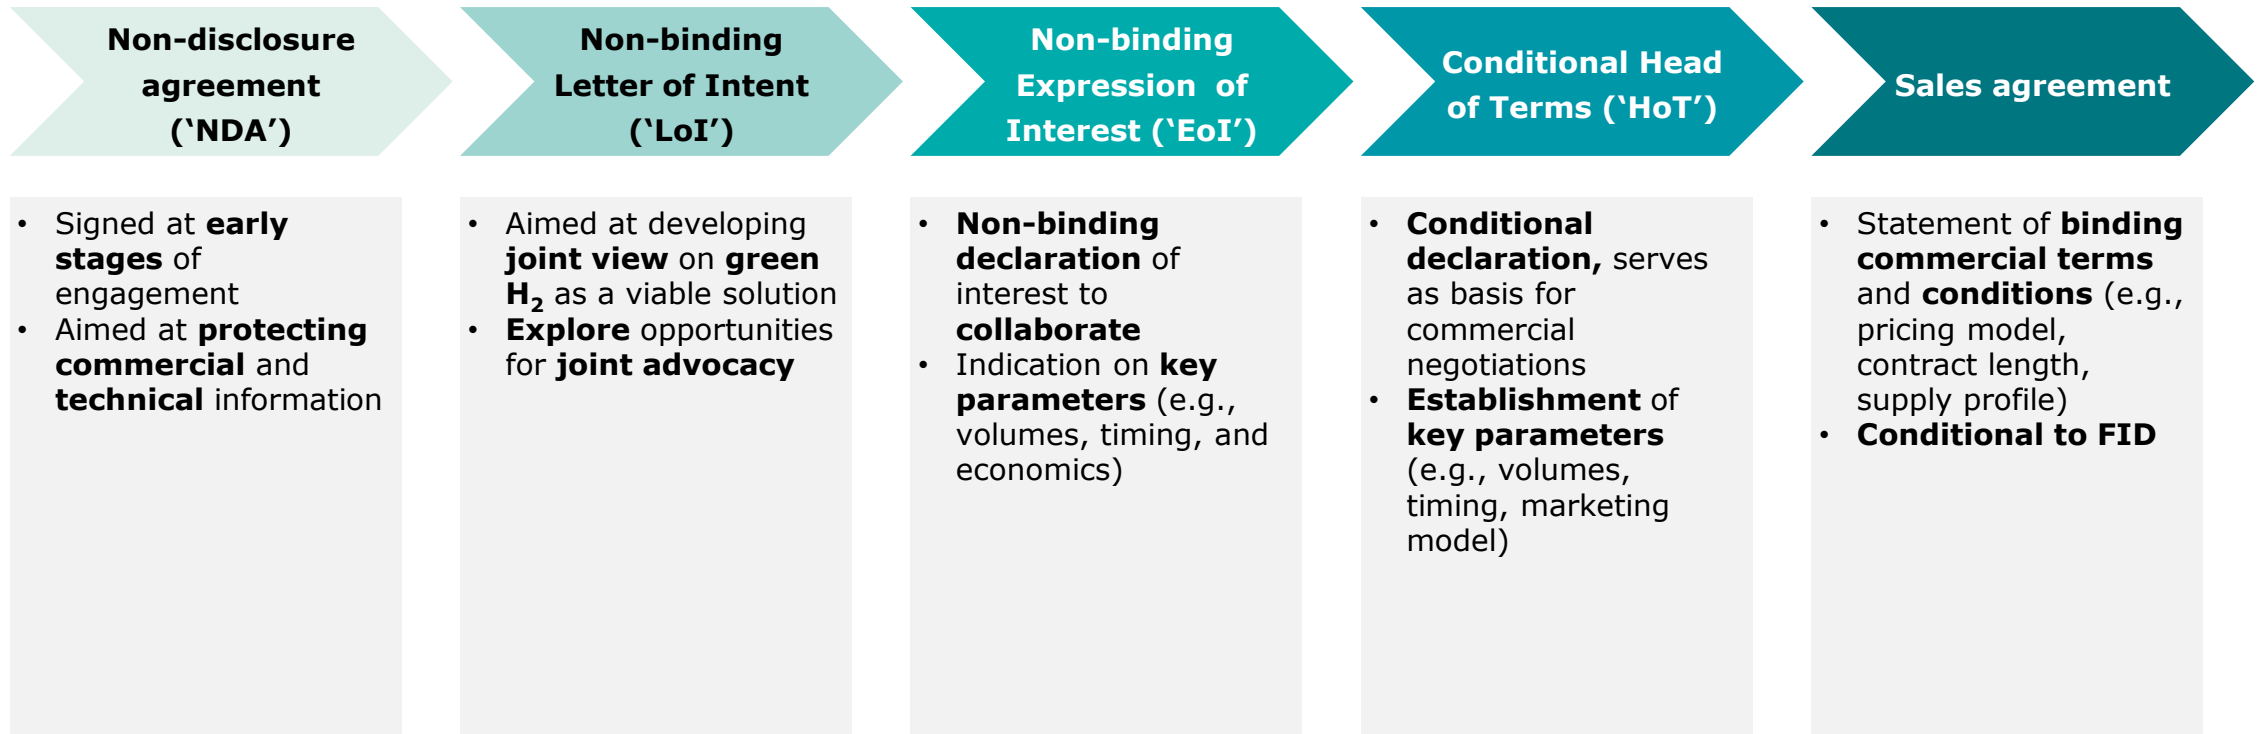 Non-disclosure
agreement
(‘NDA’)
Non-binding
Letter of Intent
(‘LoI’)
Non-binding
Expression of
Interest (‘EoI’)
Conditional Head
of Terms (‘HoT’)
Sales agreement
• Signed at early
stages of
engagement
• Aimed at protecting
commercial and
technical information
• Aimed at developing
joint view on green
H₂ as a viable solution
• Explore opportunities
for joint advocacy
• Non-binding
declaration of
interest to
collaborate
• Indication on key
parameters (e.g.,
volumes, timing, and
economics)
• Conditional
declaration, serves
as basis for
commercial
negotiations
• Establishment of
key parameters
(e.g., volumes,
timing, marketing
model)
• Statement of binding
commercial terms
and conditions (e.g.,
pricing model,
contract length,
supply profile)
• Conditional to FID